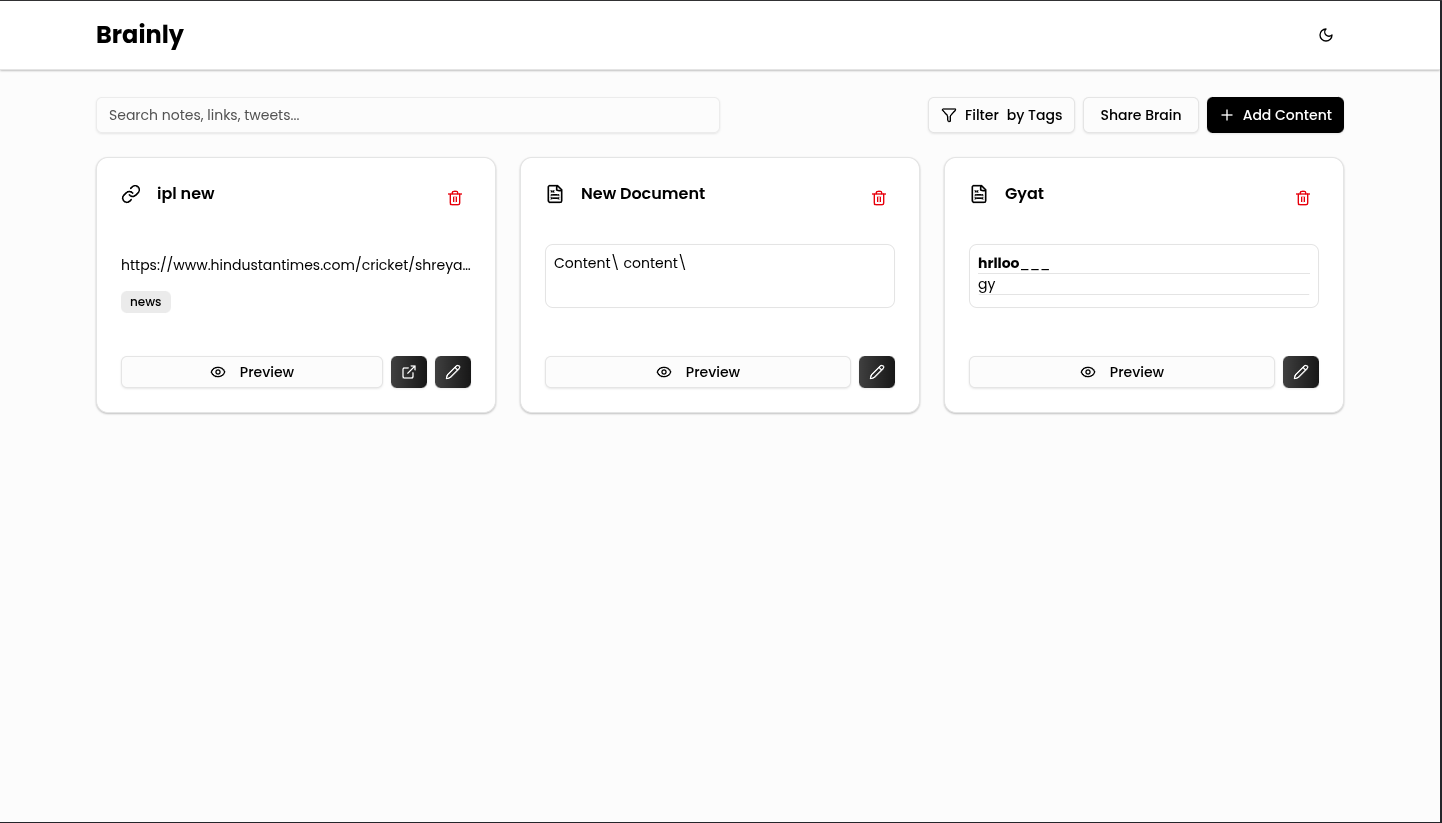 Brainly
Search notes, links, tweets...
Filter by Tags
Share Brain
Add Content
ipl new
https://www.hindustantimes.com/cricket/shreya...
news
Preview
New Document
Content\ content\
Preview
Gyat
hrlloo___
gy
Preview